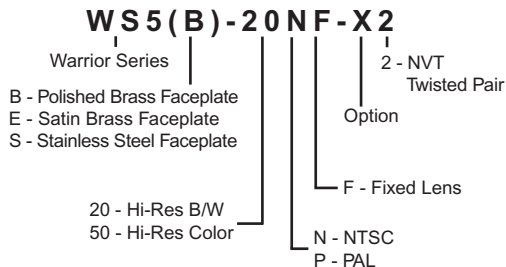 WS5(B)-20NF-X2
Warrior Series
2 - NVT
Twisted Pair
B - Polished Brass Faceplate
E - Satin Brass Faceplate
S - Stainless Steel Faceplate
Option
F - Fixed Lens
20 - Hi-Res B/W
50 - Hi-Res Color
N - NTSC
P - PAL